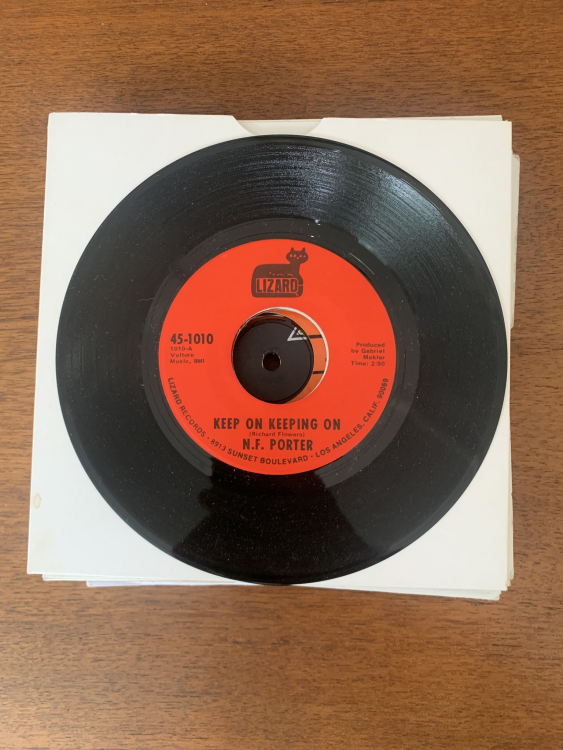 LIZARD
45-1010
1010-A
Vulture
Music, BMI
Produced
by Gabriel
Mekler
Time: 2:50
KEEP ON KEEPING ON
(Richard Flowers)
N.F. PORTER
LIZARD RECORDS - 8913 SUNSET BOULEVARD - LOS ANGELES, CALIF. 90069